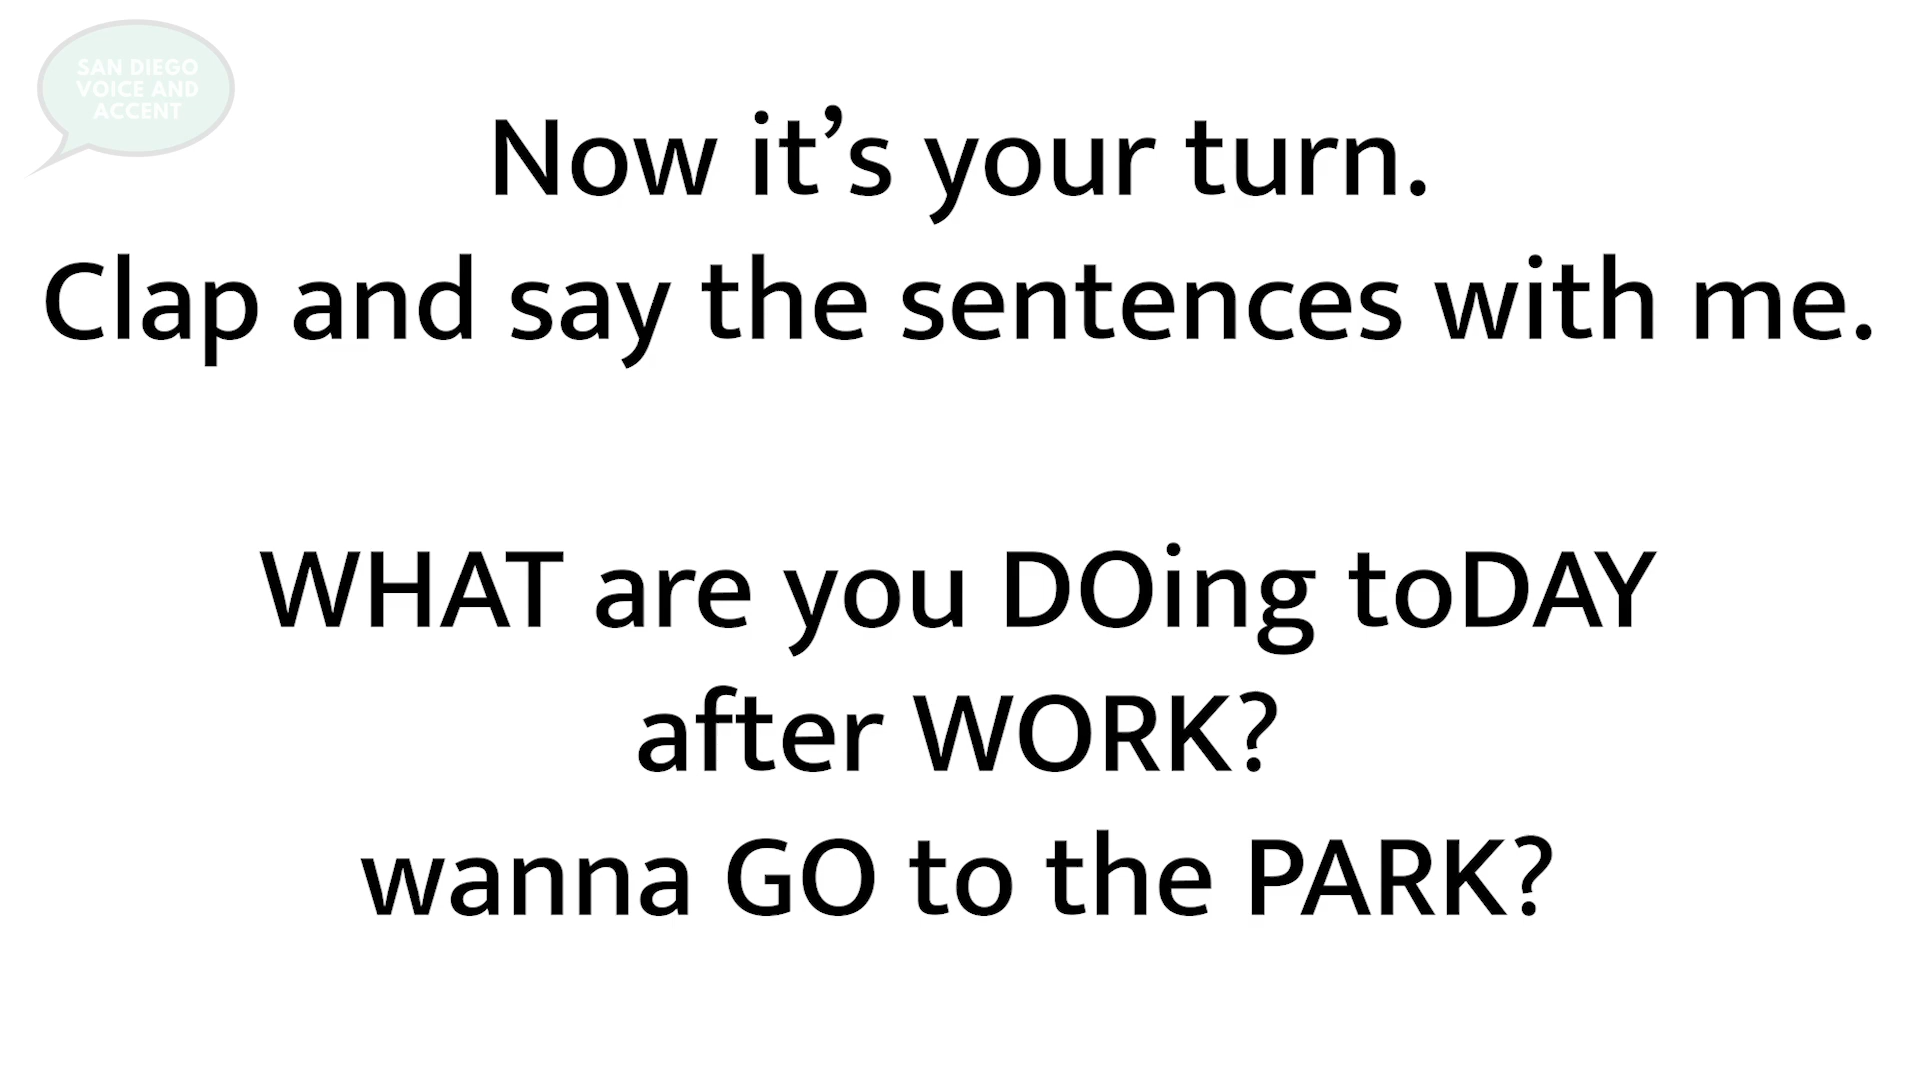 SAN DIEGO
VOICE AND
ACCENT
Now it’s your turn.
Clap and say the sentences with me.
WHAT are you DOing toDAY
after WORK?
wanna GO to the PARK?